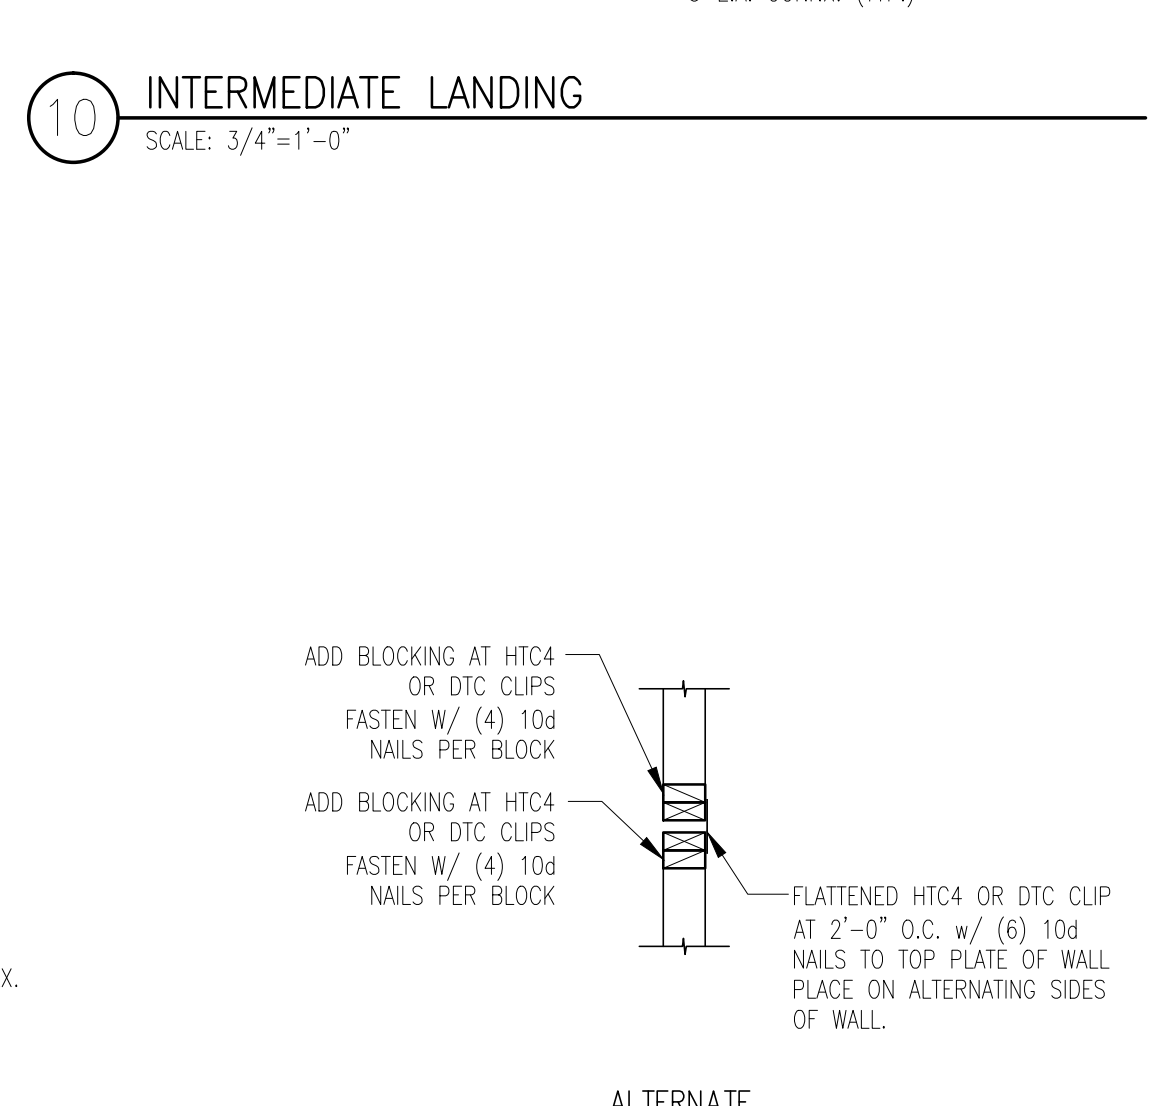 10
INTERMEDIATE LANDING
SCALE: 3/4"=1'-0"
ADD BLOCKING AT HTC4
OR DTC CLIPS
FASTEN W/ (4) 10d
NAILS PER BLOCK
ADD BLOCKING AT HTC4
OR DTC CLIPS
FASTEN W/ (4) 10d
NAILS PER BLOCK
FLATTENED HTC4 OR DTC CLIP
AT 2'-0" O.C. w/ (6) 10d
NAILS TO TOP PLATE OF WALL
PLACE ON ALTERNATING SIDES
OF WALL.
X.
ALTERNATE